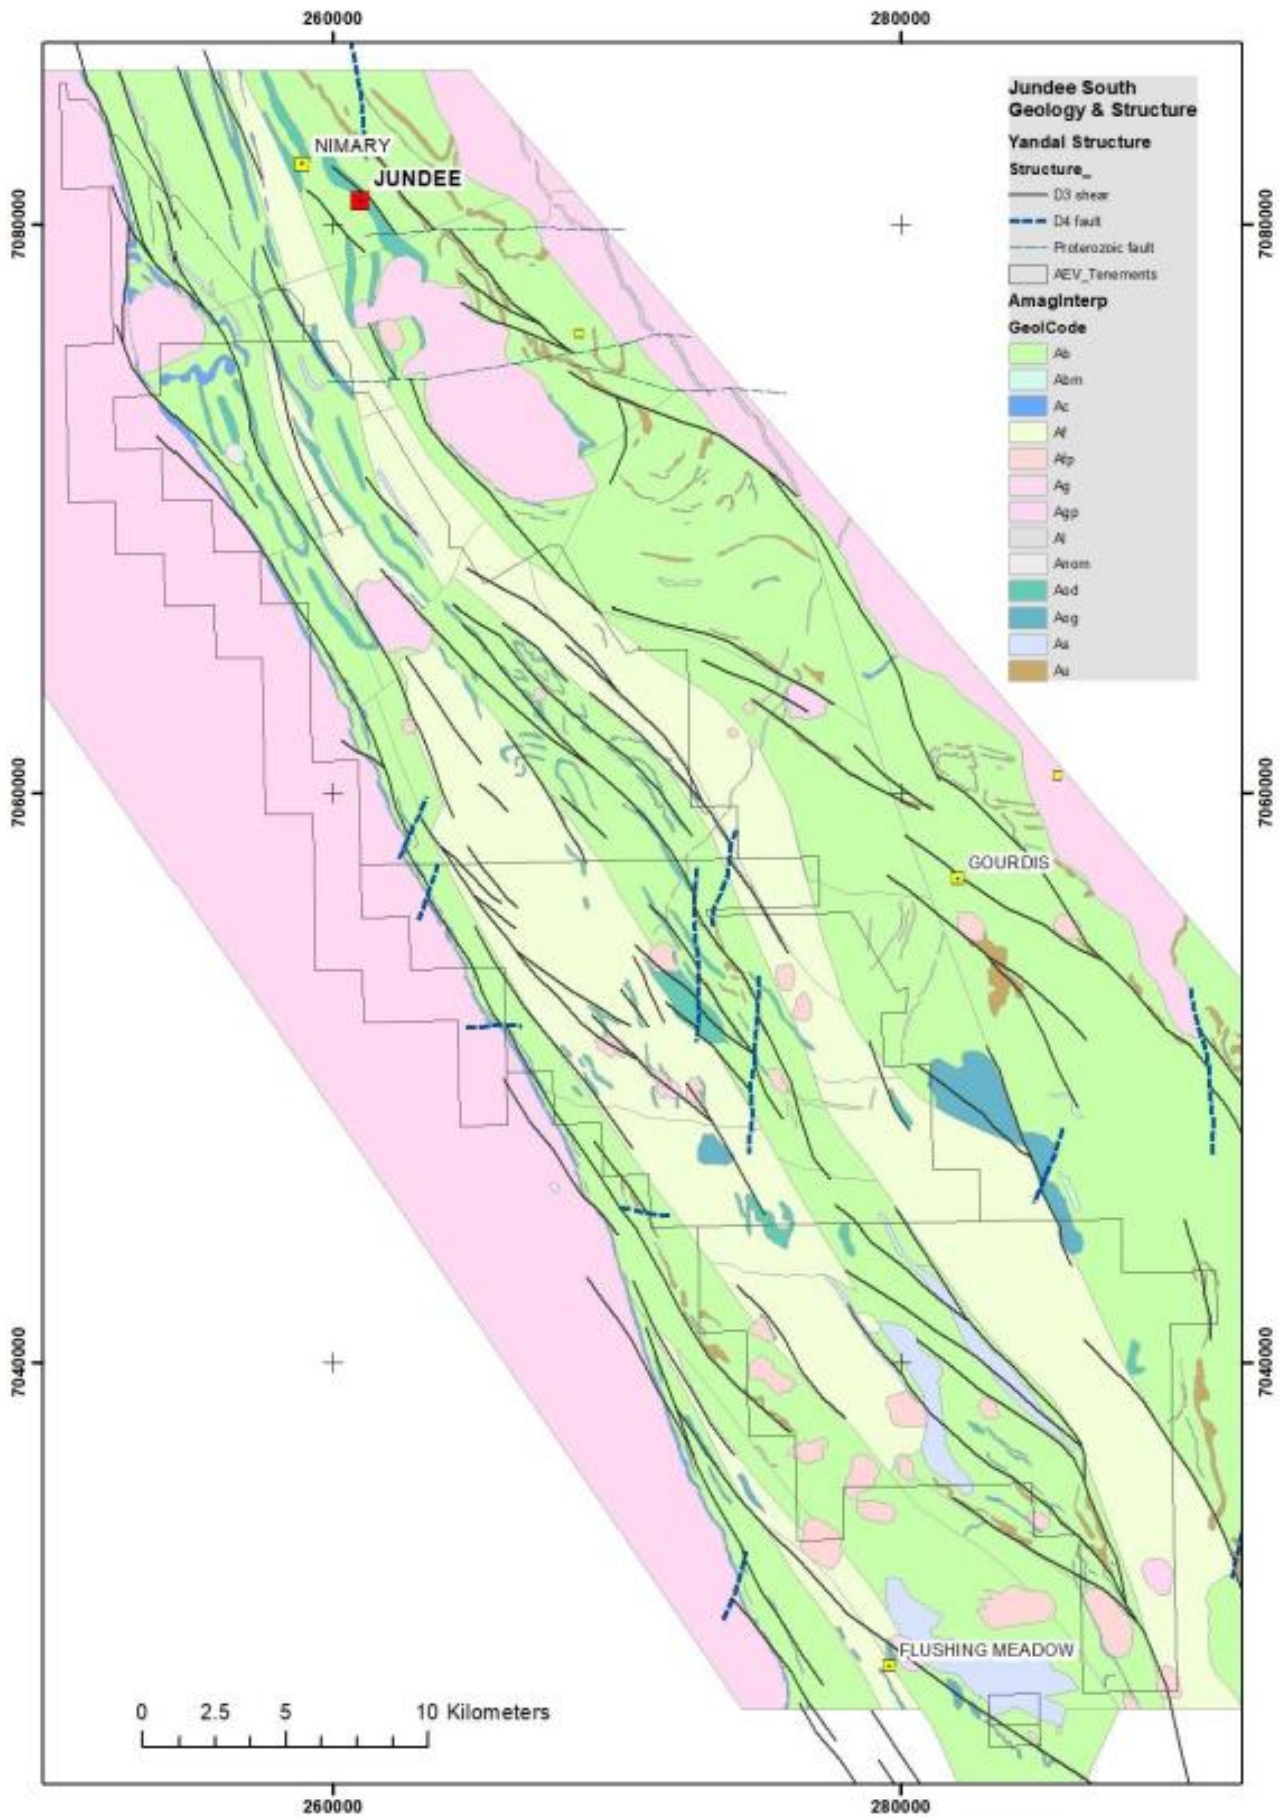 260000
280000
Jundee South
Geology & Structure
Yandal Structure
Structure_
D3 shear
D4 fault
Proterozoic fault
AEV_Tenements
AmagInterp
GeolCode
Ab
Abm
Ac
Af
Afp
Ag
Agp
Al
Anom
Aod
Aog
As
Au
NIMARY
JUNDEE
7080000
7080000
7060000
7060000
GOURDIS
7040000
7040000
FLUSHING MEADOW
0
2.5
5
10 Kilometers
260000
280000